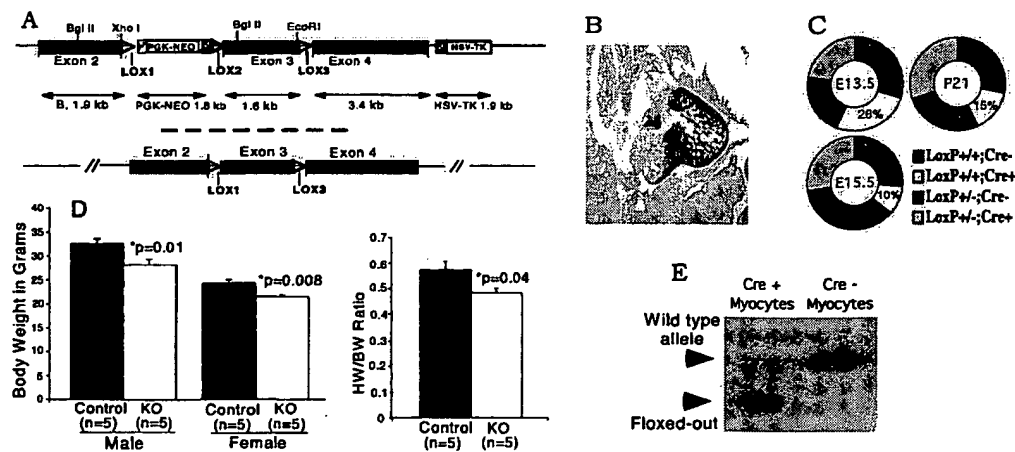 A
Bgl II Xho I Bgl II EcoRI
PGK-NEO HSV-TK
Exon 2 Exon 3 Exon 4
LOX1 LOX2 LOX3
B, 1.9 kb PGK-NEO 1.8 kb 1.6 kb 3.4 kb HSV-TK 1.9 kb
Exon 2 Exon 3 Exon 4
LOX1 LOX3
B
C
E13.5
26%
P21
15%
E15.5
10%
LoxP+/+;Cre-
LoxP+/+;Cre+
LoxP+/-;Cre-
LoxP+/-;Cre+
D
Body Weight in Grams
40
35
30
25
20
15
10
5
0
*p=0.01
*p=0.008
Control KO Control KO
(n=5) (n=5) (n=5) (n=5)
Male Female
HW/BW Ratio
0.7
0.6
0.5
0.4
0.3
0.2
0.1
0
*p=0.04
Control KO
(n=5) (n=5)
E
Cre + Cre -
Myocytes Myocytes
Wild type
allele
Floxed-out